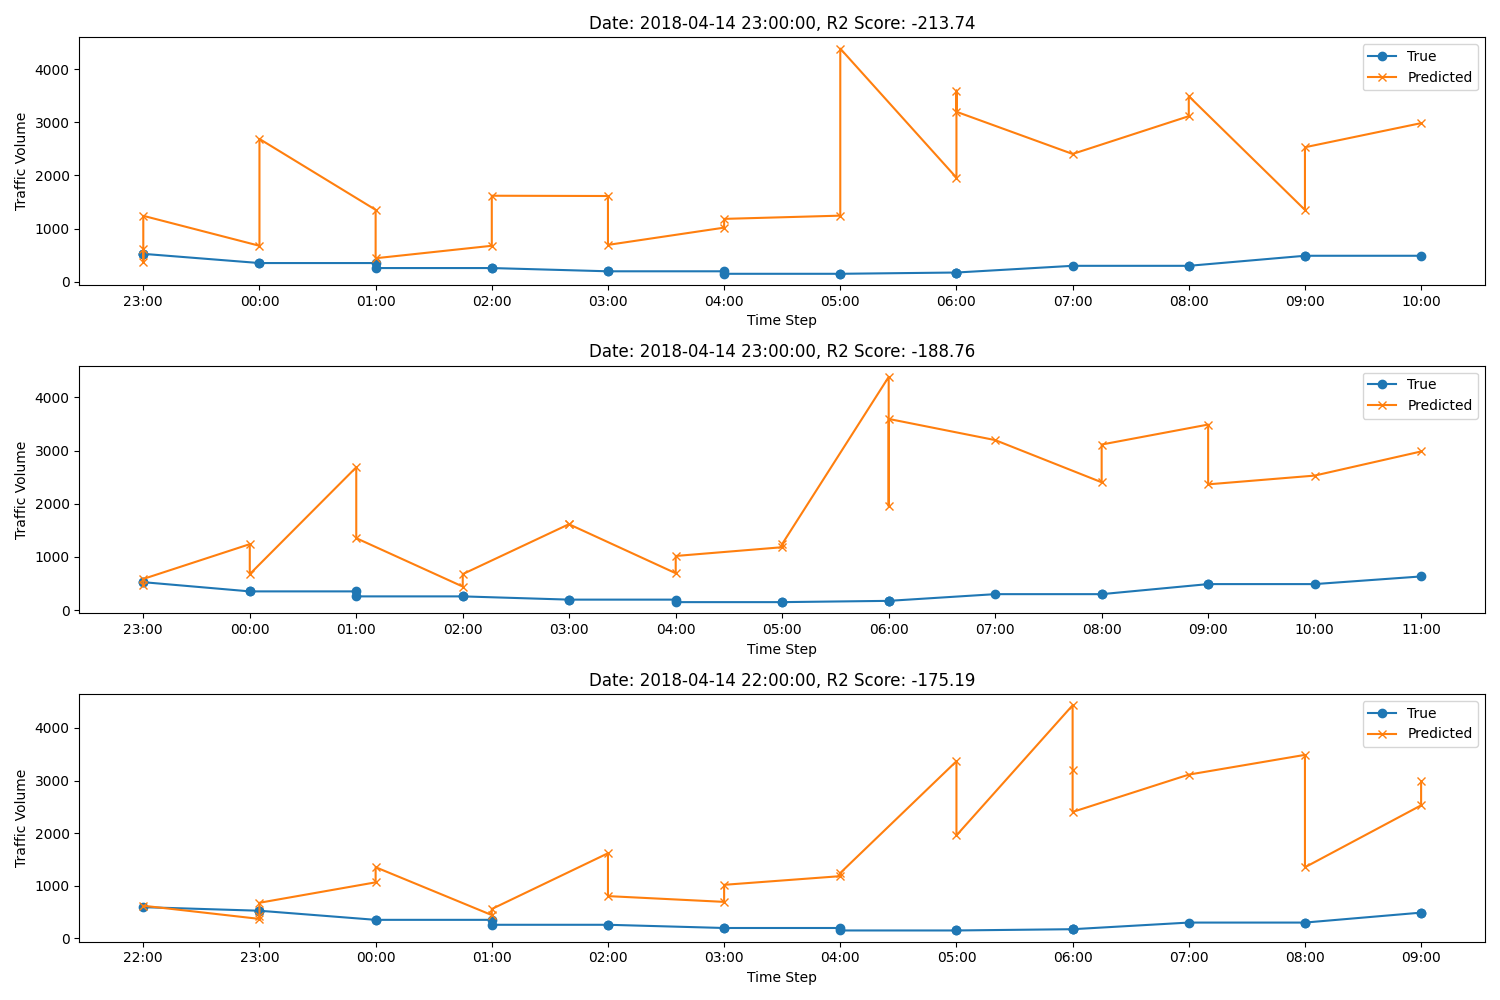 Date: 2018-04-14 23:00:00, R2 Score: -213.74
True
Predicted
Traffic Volume
4000
3000
2000
1000
0
23:00 00:00 01:00 02:00 03:00 04:00 05:00 06:00 07:00 08:00 09:00 10:00
Time Step
Date: 2018-04-14 23:00:00, R2 Score: -188.76
True
Predicted
Traffic Volume
4000
3000
2000
1000
0
23:00 00:00 01:00 02:00 03:00 04:00 05:00 06:00 07:00 08:00 09:00 10:00 11:00
Time Step
Date: 2018-04-14 22:00:00, R2 Score: -175.19
True
Predicted
Traffic Volume
4000
3000
2000
1000
0
22:00 23:00 00:00 01:00 02:00 03:00 04:00 05:00 06:00 07:00 08:00 09:00
Time Step